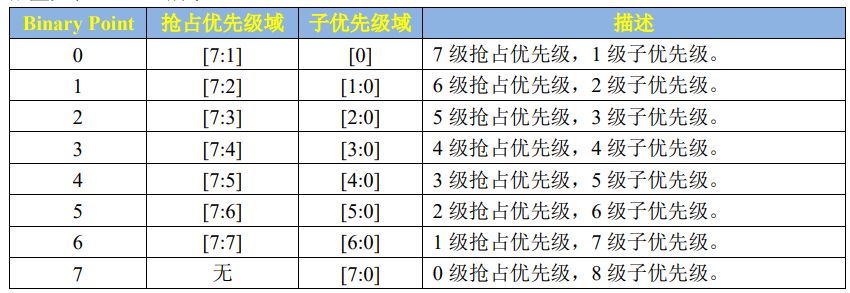 Binary Point 抢占优先级域 子优先级域 描述
0 [7:1] [0] 7 级抢占优先级，1 级子优先级。
1 [7:2] [1:0] 6 级抢占优先级，2 级子优先级。
2 [7:3] [2:0] 5 级抢占优先级，3 级子优先级。
3 [7:4] [3:0] 4 级抢占优先级，4 级子优先级。
4 [7:5] [4:0] 3 级抢占优先级，5 级子优先级。
5 [7:6] [5:0] 2 级抢占优先级，6 级子优先级。
6 [7:7] [6:0] 1 级抢占优先级，7 级子优先级。
7 无 [7:0] 0 级抢占优先级，8 级子优先级。